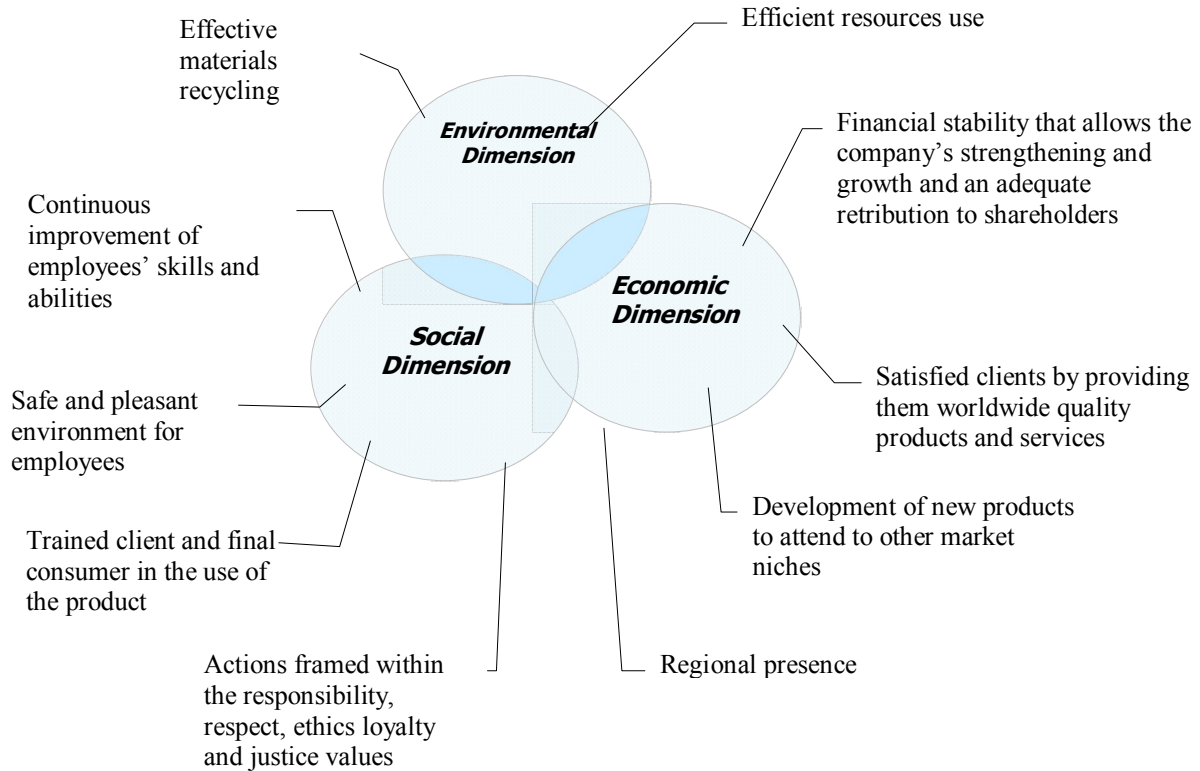 Effective
materials
recycling
Efficient resources use
Environmental
Dimension
Financial stability that allows the
company's strengthening and
growth and an adequate
retribution to shareholders
Continuous
improvement of
employees' skills and
abilities
Economic
Dimension
Social
Dimension
Satisfied clients by providing
them worldwide quality
products and services
Safe and pleasant
environment for
employees
Development of new products
to attend to other market
niches
Trained client and final
consumer in the use of
the product
Actions framed within
the responsibility,
respect, ethics loyalty
and justice values
Regional presence